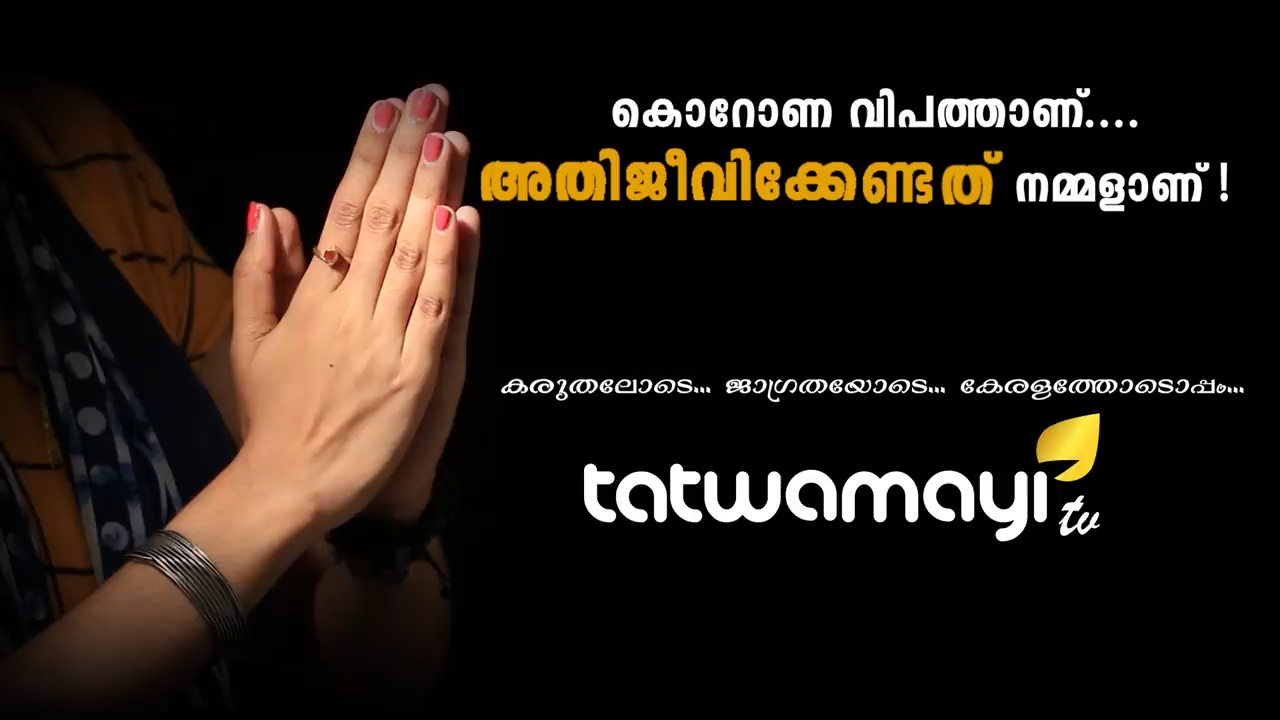 കൊറോണ വിപത്താണ്....
അതിജീവിക്കേണ്ടത് നമ്മളാണ് !
കരുതലോടെ... ജാഗ്രതയോടെ... കേരളത്തോടൊപ്പം...
tatwamayi
tv